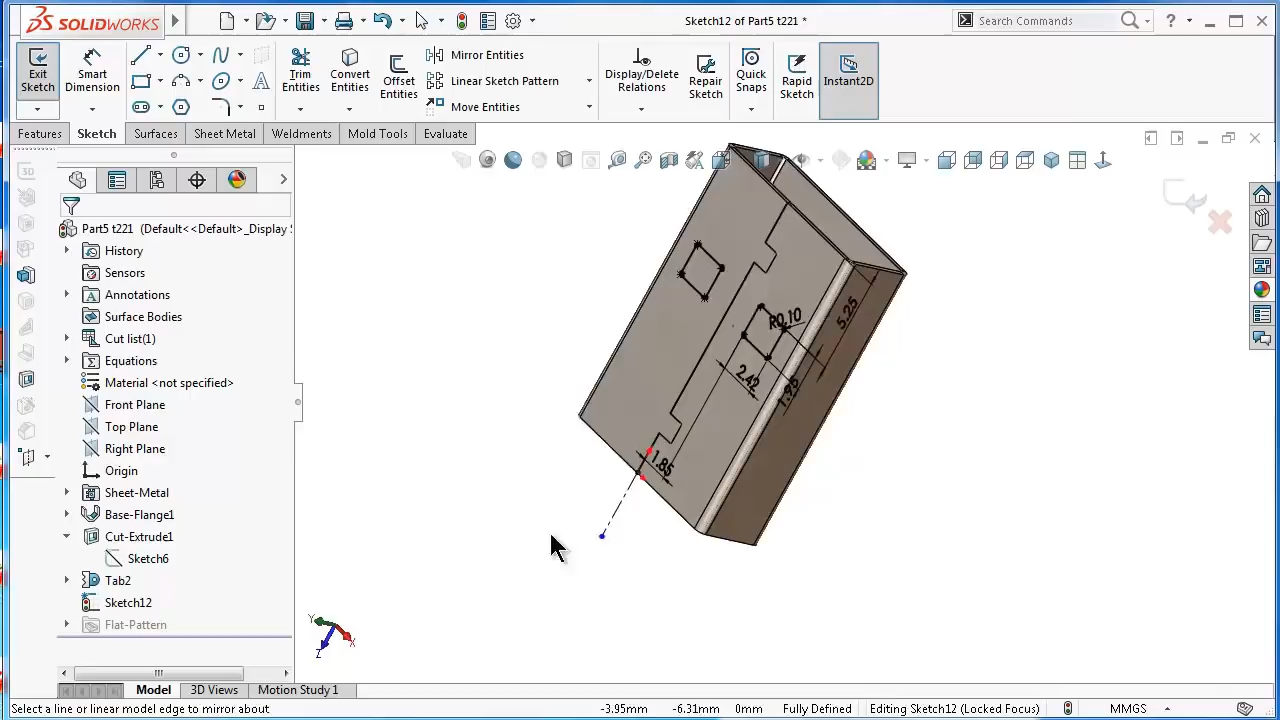 SOLIDWORKS
Sketch12 of Part5 t221 *
Search Commands
Exit Sketch
Smart Dimension
Trim Entities
Convert Entities
Offset Entities
Mirror Entities
Linear Sketch Pattern
Move Entities
Display/Delete Relations
Repair Sketch
Quick Snaps
Rapid Sketch
Instant2D
Features
Sketch
Surfaces
Sheet Metal
Weldments
Mold Tools
Evaluate
3D
Part5 t221 (Default<<Default>_Display
History
Sensors
Annotations
Surface Bodies
Cut list(1)
Equations
Material <not specified>
Front Plane
Top Plane
Right Plane
Origin
Sheet-Metal
Base-Flange1
Cut-Extrude1
Sketch6
Tab2
Sketch12
Flat-Pattern
R0.10
5.25
2.42
1.95
1.85
Y
X
Z
Model
3D Views
Motion Study 1
Select a line or linear model edge to mirror about
-3.95mm
-6.31mm
0mm
Fully Defined
Editing Sketch12 (Locked Focus)
MMGS